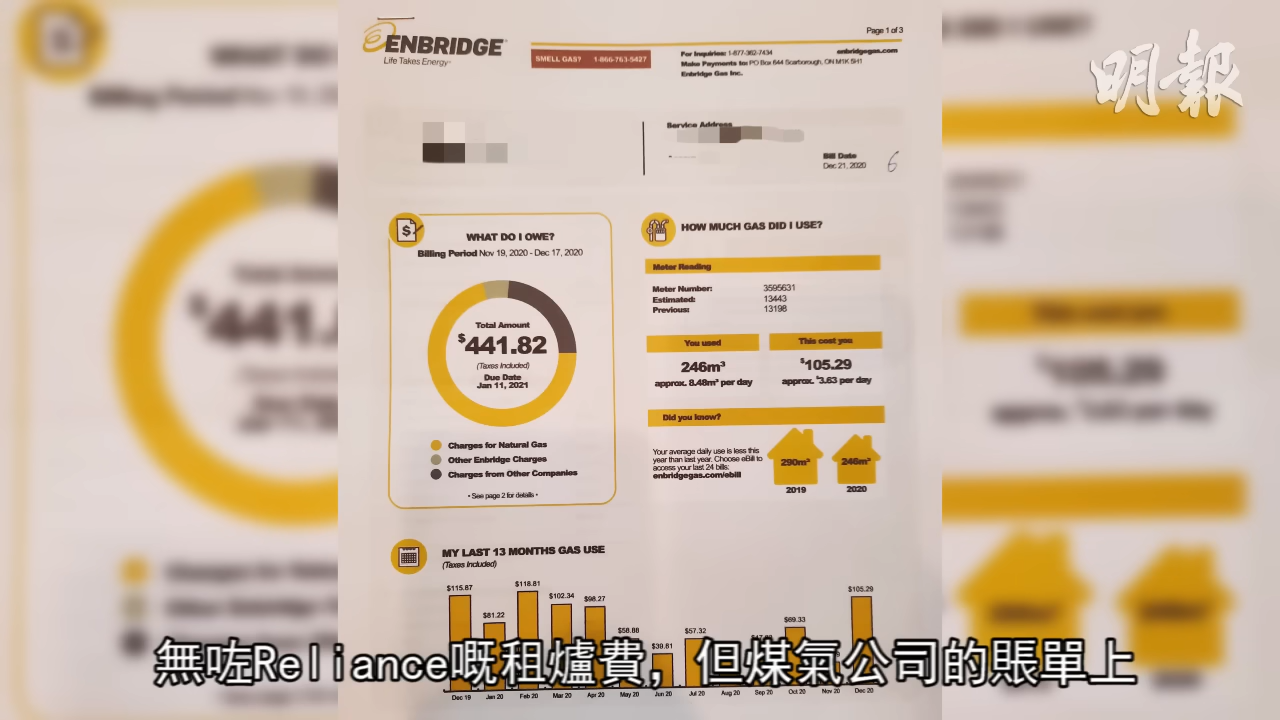 ENBRIDGE
Life Takes Energy
SMELL GAS? 1-866-763-5427
Page 1 of 3
For Inquiries: 1-877-362-7434
enbridgegas.com
Make Payments to: PO Box 644 Scarborough, ON M1K 5H1
Enbridge Gas Inc.
明報
Service Address
Bill Date
Dec 21, 2020
6
WHAT DO I OWE?
Billing Period Nov 19, 2020 - Dec 17, 2020
Total Amount
$441.82
(Taxes Included)
Due Date
Jan 11, 2021
Charges for Natural Gas
Other Enbridge Charges
Charges from Other Companies
• See page 2 for details •
HOW MUCH GAS DID I USE?
Meter Reading
Meter Number: 3595631
Estimated: 13443
Previous: 13198
You used
246m³
approx. 8.48m³ per day
This cost you
$105.29
approx. $3.63 per day
Did you know?
Your average daily use is less this
year than last year. Choose eBill to
access your last 24 bills:
enbridgegas.com/ebill
290m³
2019
246m³
2020
MY LAST 13 MONTHS GAS USE
(Taxes Included)
$115.87
$81.22
$118.81
$102.34
$98.27
$58.88
$39.81
$57.32
$69.33
$105.29
無咗Reliance嘅租爐費，但煤氣公司的賬單上
Dec 19 Jan 20 Feb 20 Mar 20 Apr 20 May 20 Jun 20 Jul 20 Aug 20 Sep 20 Oct 20 Nov 20 Dec 20